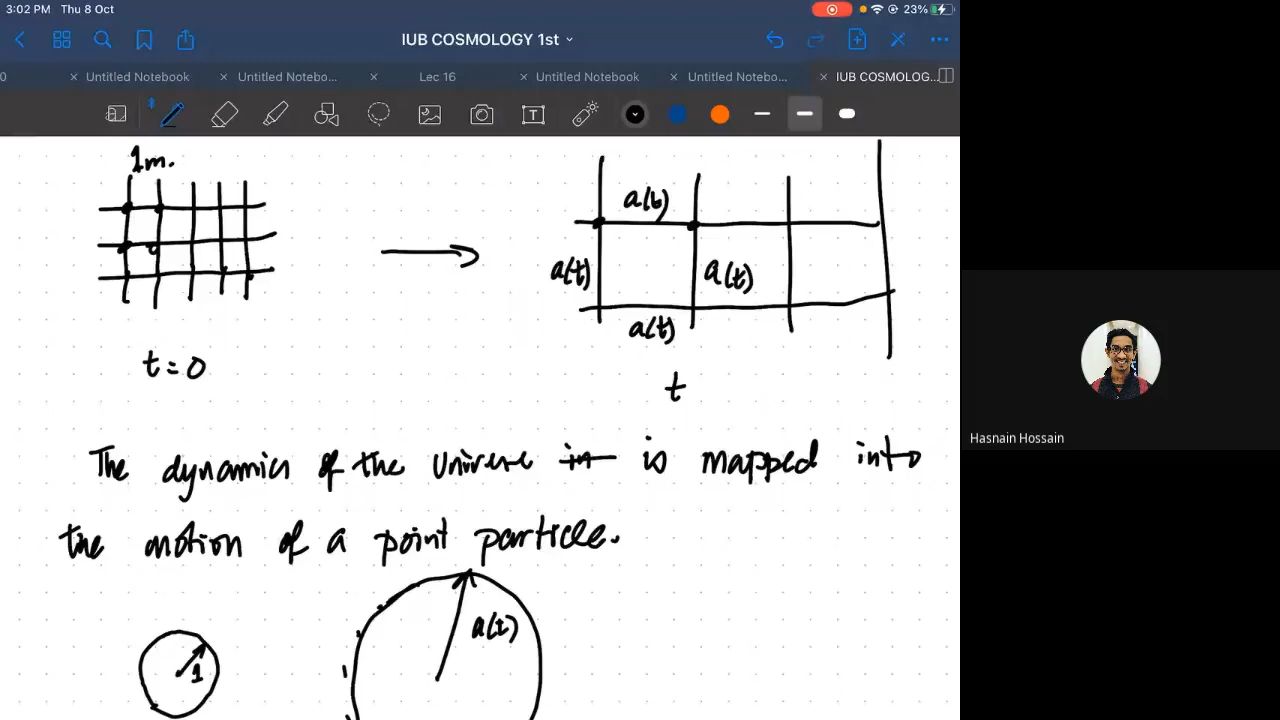 3:02 PM Thu 8 Oct
23%
IUB COSMOLOGY 1st
0
Untitled Notebook
Untitled Notebo...
Lec 16
Untitled Notebook
Untitled Notebo...
IUB COSMOLOG...
T
1m.
a(t)
a(t)
a(t)
a(t)
t = 0
t
The dynamics of the Universe in is mapped into
the motion of a point particle.
a(t)
1
Hasnain Hossain